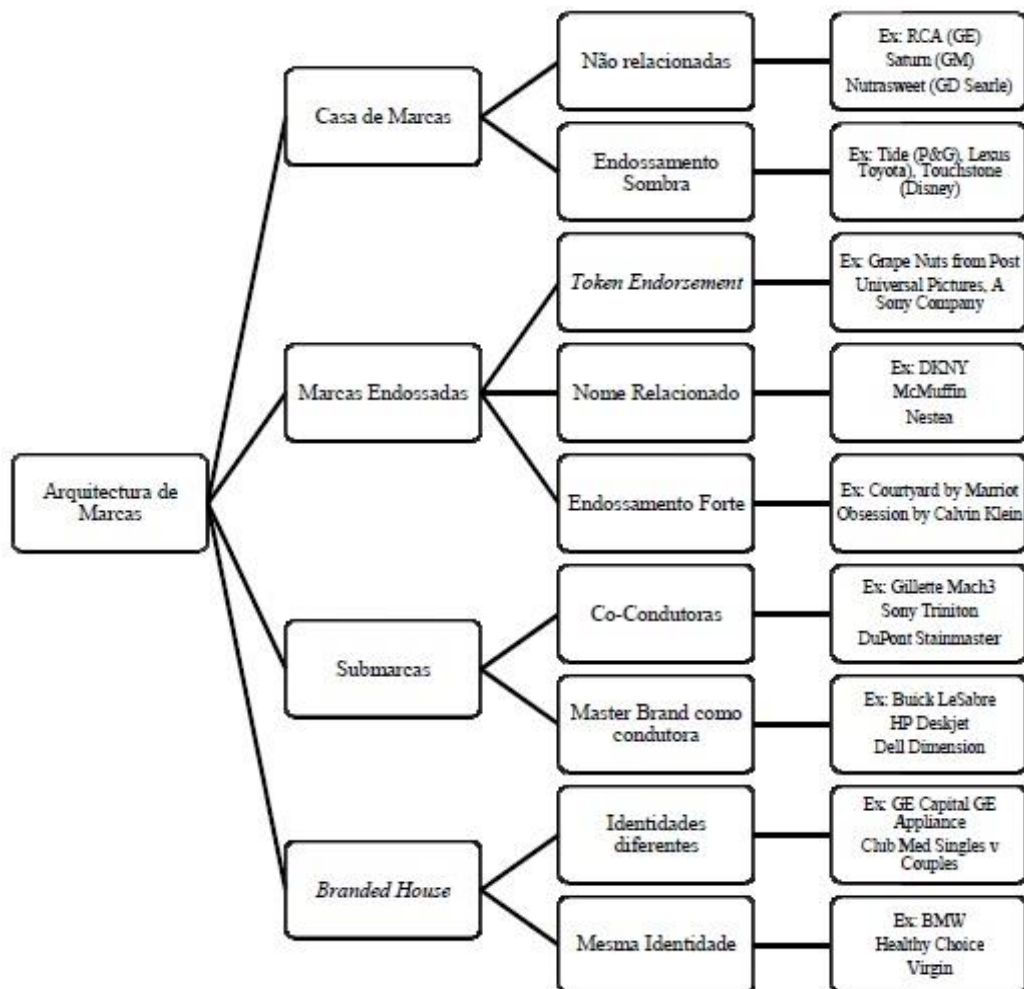 Arquitectura de
Marcas
Casa de Marcas
Não relacionadas
Ex: RCA (GE)
Saturn (GM)
Nutrasweet (GD Searle)
Endossamento
Sombra
Ex: Tide (P&G), Lexus
Toyota), Touchstone
(Disney)
Marcas Endossadas
Token Endorsement
Ex: Grape Nuts from Post
Universal Pictures, A
Sony Company
Nome Relacionado
Ex: DKNY
McMuffin
Nestea
Endossamento Forte
Ex: Courtyard by Marriot
Obsession by Calvin Klein
Submarcas
Co-Condutoras
Ex: Gillette Mach3
Sony Triniton
DuPont Stainmaster
Master Brand como
condutora
Ex: Buick LeSabre
HP Deskjet
Dell Dimension
Branded House
Identidades
diferentes
Ex: GE Capital GE
Appliance
Club Med Singles v
Couples
Mesma Identidade
Ex: BMW
Healthy Choice
Virgin